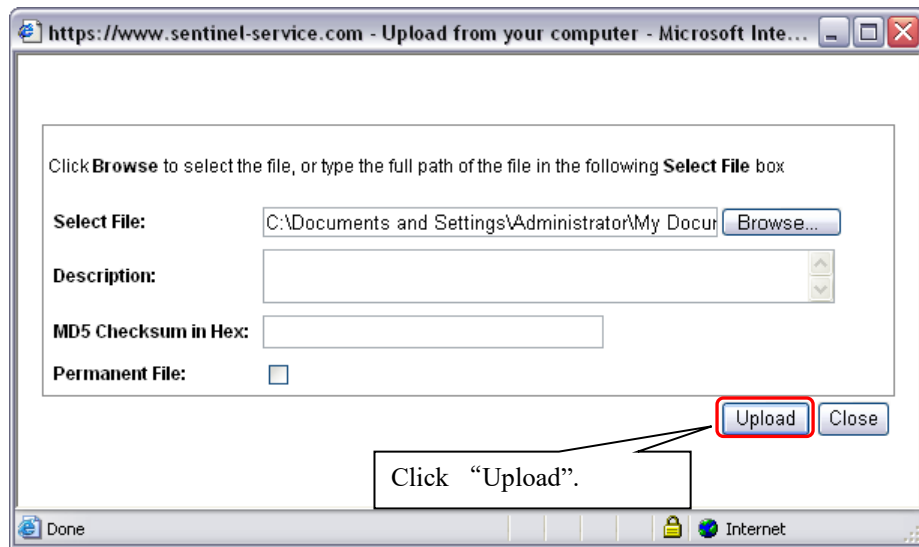 https://www.sentinel-service.com - Upload from your computer - Microsoft Inte...
Click Browse to select the file, or type the full path of the file in the following Select File box
Select File: C:\Documents and Settings\Administrator\My Docur Browse...
Description:
MD5 Checksum in Hex:
Permanent File:
Upload Close
Click “Upload”.
Done Internet